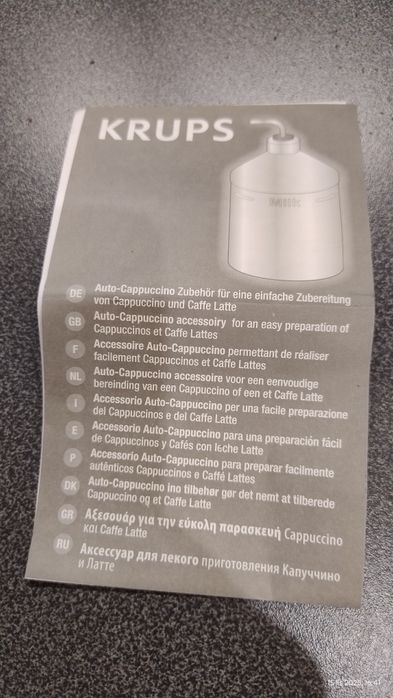 KRUPS
Milk
DE Auto-Cappuccino Zubehör für eine einfache Zubereitung
von Cappuccino und Caffe Latte
GB Auto-Cappuccino accessoiry for an easy preparation of
Cappuccinos et Caffe Lattes
F Accessoire Auto-Cappuccino permettant de réaliser
facilement Cappuccinos et Caffe Lattes
NL Auto-Cappuccino accessoire voor een eenvoudige
bereinding van een Cappuccino of een et Caffe Latte
I Accessorio Auto-Cappuccino per una facile preparazione
del Cappuccinos e del Caffe Latte
E Accessorio Auto-Cappuccino para una preparación fácil
de Cappuccinos y Cafés con leche Latte
P Accessorio Auto-Cappuccino para preparar facilmente
autênticos Cappuccinos e Caffé Lattes
DK Auto-Cappuccino ino tilbehør gør det nemt at tilberede
Cappuccino og et Caffe Latte
GR Αξεσουάρ για την εύκολη παρασκευή Cappuccino
και Caffe Latte
RU Аксессуар для лекого приготовления Капуччино
и Латте